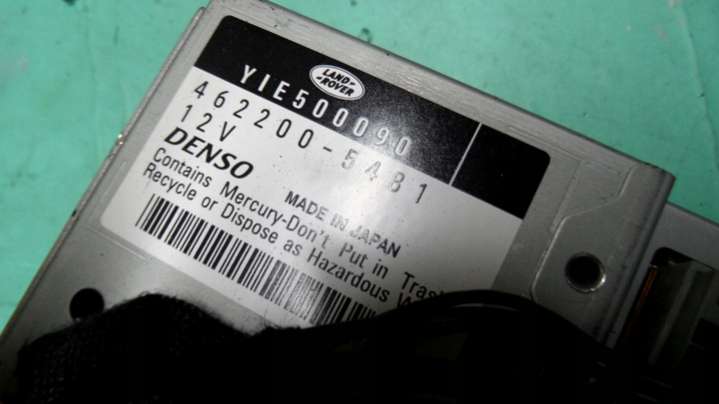 LAND
ROVER
YIE500090
462200-5481
12V
DENSO
MADE IN JAPAN
Contains Mercury-Don't Put in Trash
Recycle or Dispose as Hazardous